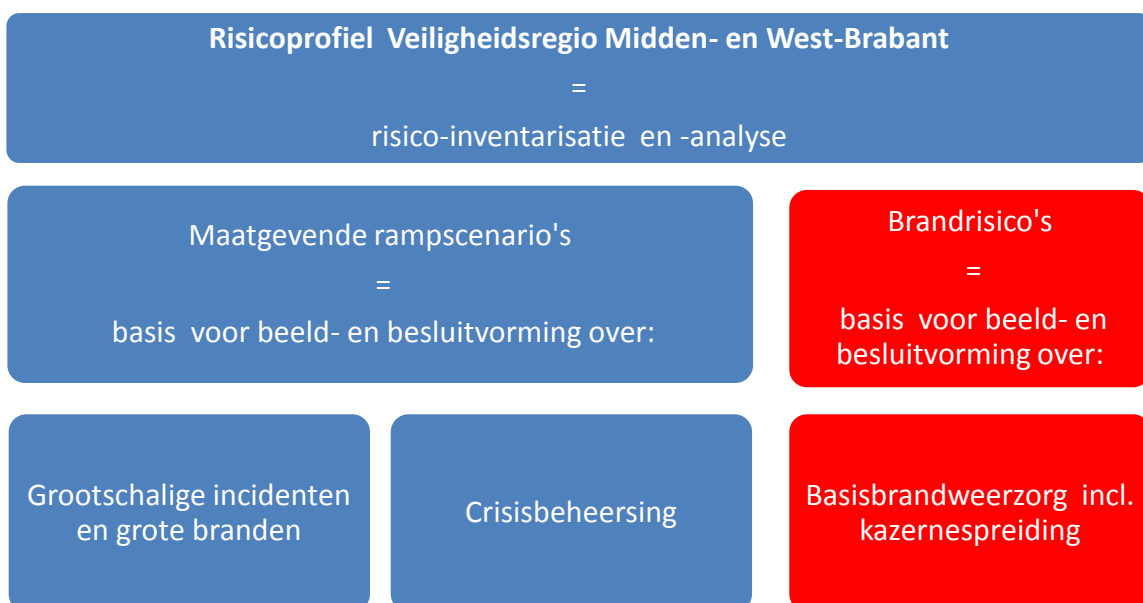 Risicoprofiel Veiligheidsregio Midden- en West-Brabant
=
risico-inventarisatie en -analyse
Maatgevende rampscenario's
=
basis voor beeld- en besluitvorming over:
Brandrisico's
=
basis voor beeld- en
besluitvorming over:
Grootschalige incidenten
en grote branden
Crisisbeheersing
Basisbrandweerzorg incl.
kazernespreiding